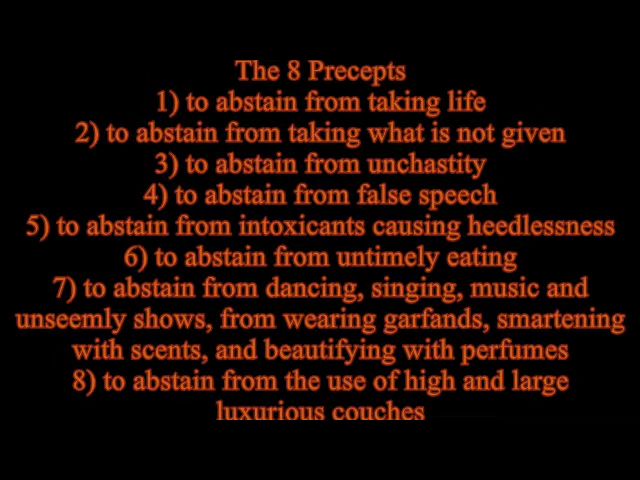 The 8 Precepts
1) to abstain from taking life
2) to abstain from taking what is not given
3) to abstain from unchastity
4) to abstain from false speech
5) to abstain from intoxicants causing heedlessness
6) to abstain from untimely eating
7) to abstain from dancing, singing, music and
unseemly shows, from wearing garfands, smartening
with scents, and beautifying with perfumes
8) to abstain from the use of high and large
luxurious couches